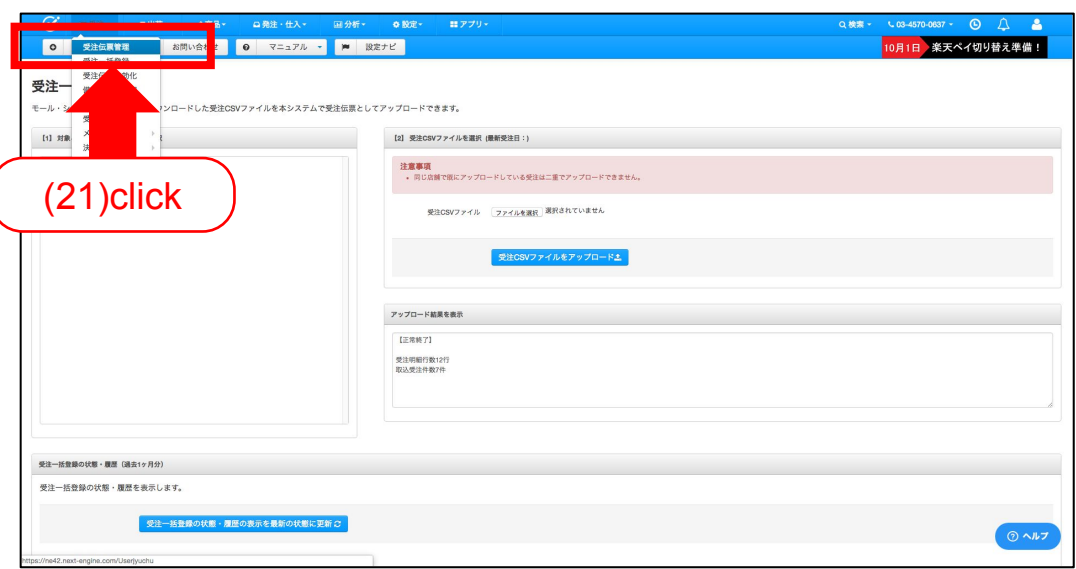 発注・仕入
分析
設定
アプリ
検索
03-4570-0637
受注伝票管理
マニュアル
設定ナビ
10月1日 楽天ペイ切り替え準備！
受注一
ンロードした受注CSVファイルを本システムで受注伝票としてアップロードできます。
【1】対象
【2】受注CSVファイルを選択 (最新受注日：)
注意事項
同じ店舗で既にアップロードしている受注は二重でアップロードできません。
(21)click
受注CSVファイル ファイルを選択 選択されていません
受注CSVファイルをアップロード
アップロード結果を表示
【正常終了】
受注明細行数12行
取込受注件数7件
受注一括登録の状態・履歴（過去1ヶ月分）
受注一括登録の状態・履歴を表示します。
受注一括登録の状態・履歴の表示を最新の状態に更新
ヘルプ
https://ne42.next-engine.com/Userjyuchu